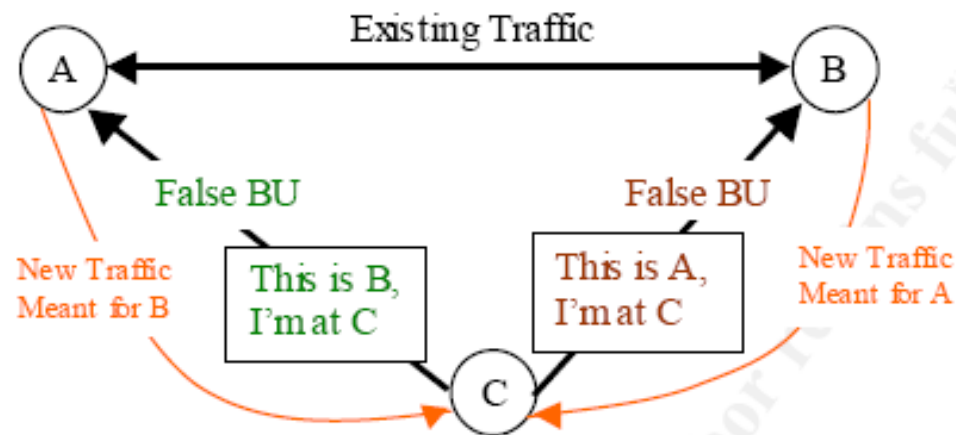 Existing Traffic
A
B
False BU
False BU
New Traffic
Meant for B
This is B,
I'm at C
This is A,
I'm at C
New Traffic
Meant for A
C